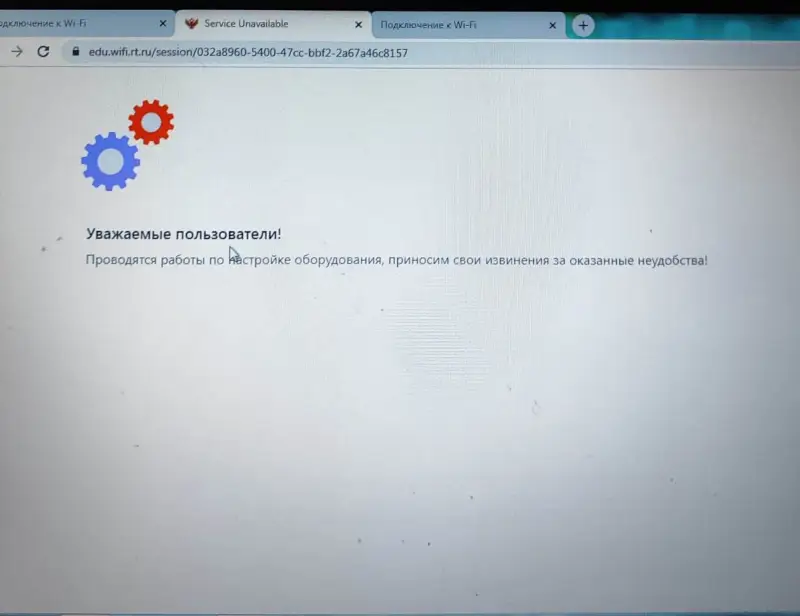 дключение к Wi-Fi
Service Unavailable
Подключение к Wi-Fi
edu.wifi.rt.ru/session/032a8960-5400-47cc-bbf2-2a67a46c8157
Уважаемые пользователи!
Проводятся работы по настройке оборудования, приносим свои извинения за оказанные неудобства!